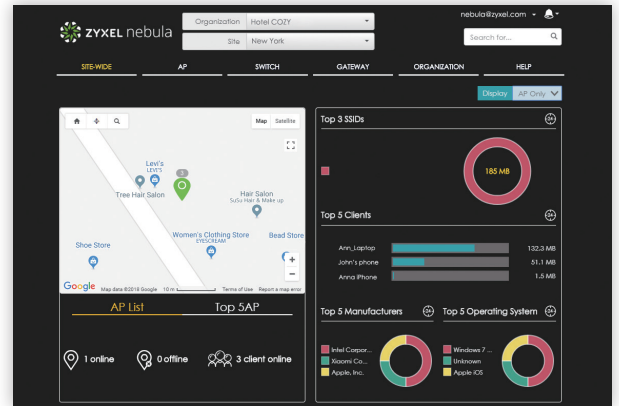 nebula@zyxel.com
ZYXEL nebula
Organization Hotel COZY
Site New York
Search for...
SITE-WIDE AP SWITCH GATEWAY ORGANIZATION HELP
Display AP Only
Map Satellite
Levi's
LEVI'S
3
Tree Hair Salon
Hair Salon
SuSu Hair & Make up
Women's Clothing Store
EYESCREAM
Bead Store
Shoe Store
+
−
Google Map data ©2019 Google 10 m Terms of Use Report a map error
AP List Top 5AP
1 online 0 offline 3 client online
Top 3 SSIDs
185 MB
Top 5 Clients
Ann_Laptop 132.3 MB
John's phone 51.1 MB
Anna iPhone 1.5 MB
Top 5 Manufacturers Top 5 Operating System
Intel Corpor...
Xiaomi Co...
Apple, Inc.
Windows 7 ...
Unknown
Apple iOS